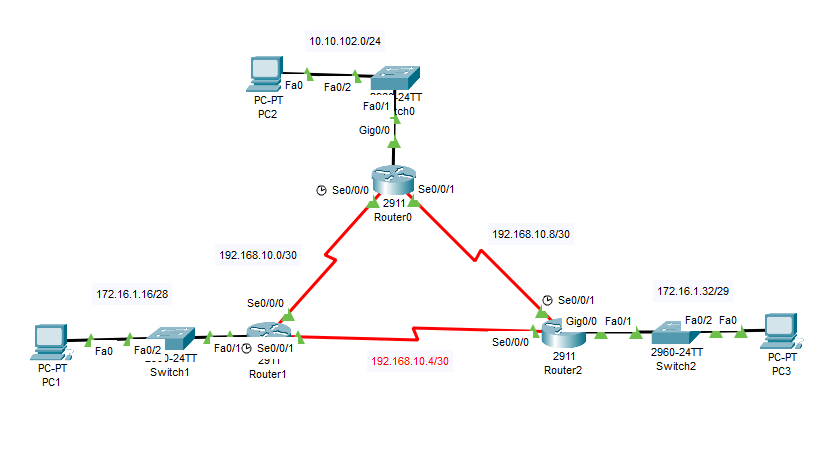 10.10.102.0/24
Fa0
Fa0/2
-24TT
PC-PT
PC2
Fa0/1
ch0
Gig0/0
Se0/0/0
Se0/0/1
2911
Router0
192.168.10.8/30
192.168.10.0/30
172.16.1.16/28
Se0/0/0
172.16.1.32/29
Se0/0/1
Gig0/0
Fa0/1
Fa0/2
Fa0
Fa0
Fa0/2
Fa0/1
Se0/0/1
Se0/0/0
-24TT
2911
2911
2960-24TT
PC-PT
PC1
Switch1
Router1
192.168.10.4/30
Router2
Switch2
PC-PT
PC3